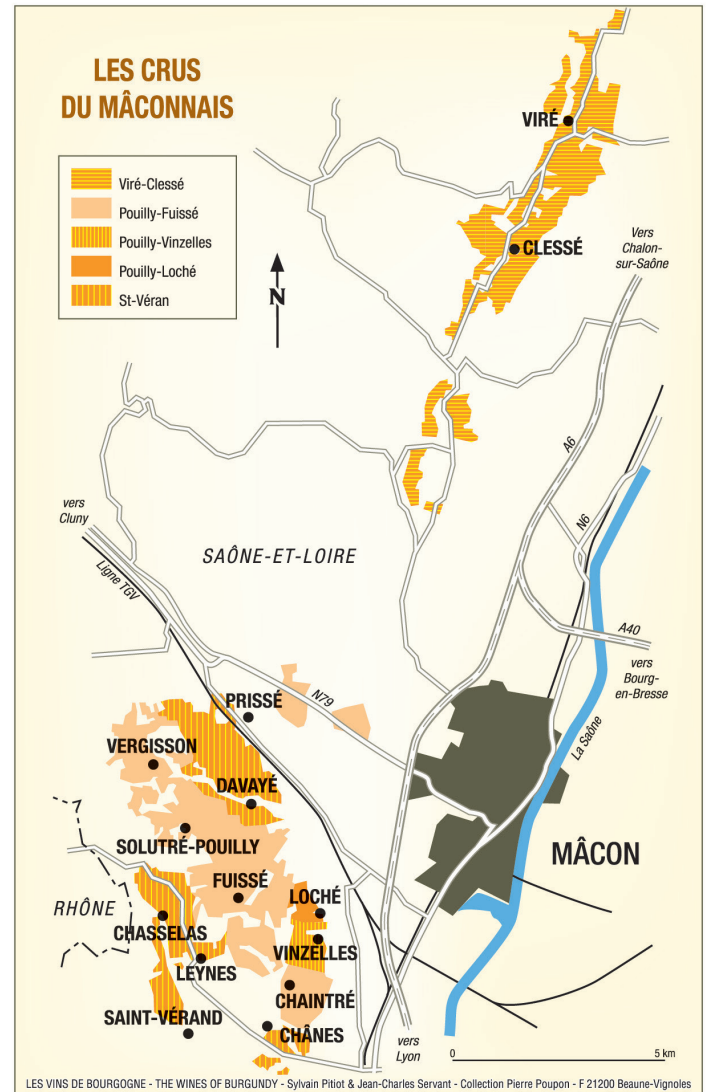 LES CRUS
DU MÂCONNAIS
Viré-Clessé
Pouilly-Fuissé
Pouilly-Vinzelles
Pouilly-Loché
St-Véran
N
VIRÉ
CLESSÉ
Vers
Chalon-
sur-Saône
A6
N6
vers
Cluny
Ligne TGV
SAÔNE-ET-LOIRE
A40
vers
Bourg-
en-Bresse
La Saône
N79
PRISSÉ
VERGISSON
DAVAYÉ
SOLUTRÉ-POUILLY
MÂCON
FUISSÉ
LOCHÉ
RHÔNE
CHASSELAS
VINZELLES
LEYNES
CHAINTRÉ
SAINT-VÉRAND
CHÂNES
vers
Lyon
0 5 km
LES VINS DE BOURGOGNE - THE WINES OF BURGUNDY - Sylvain Pitiot & Jean-Charles Servant - Collection Pierre Poupon - F 21200 Beaune-Vignoles